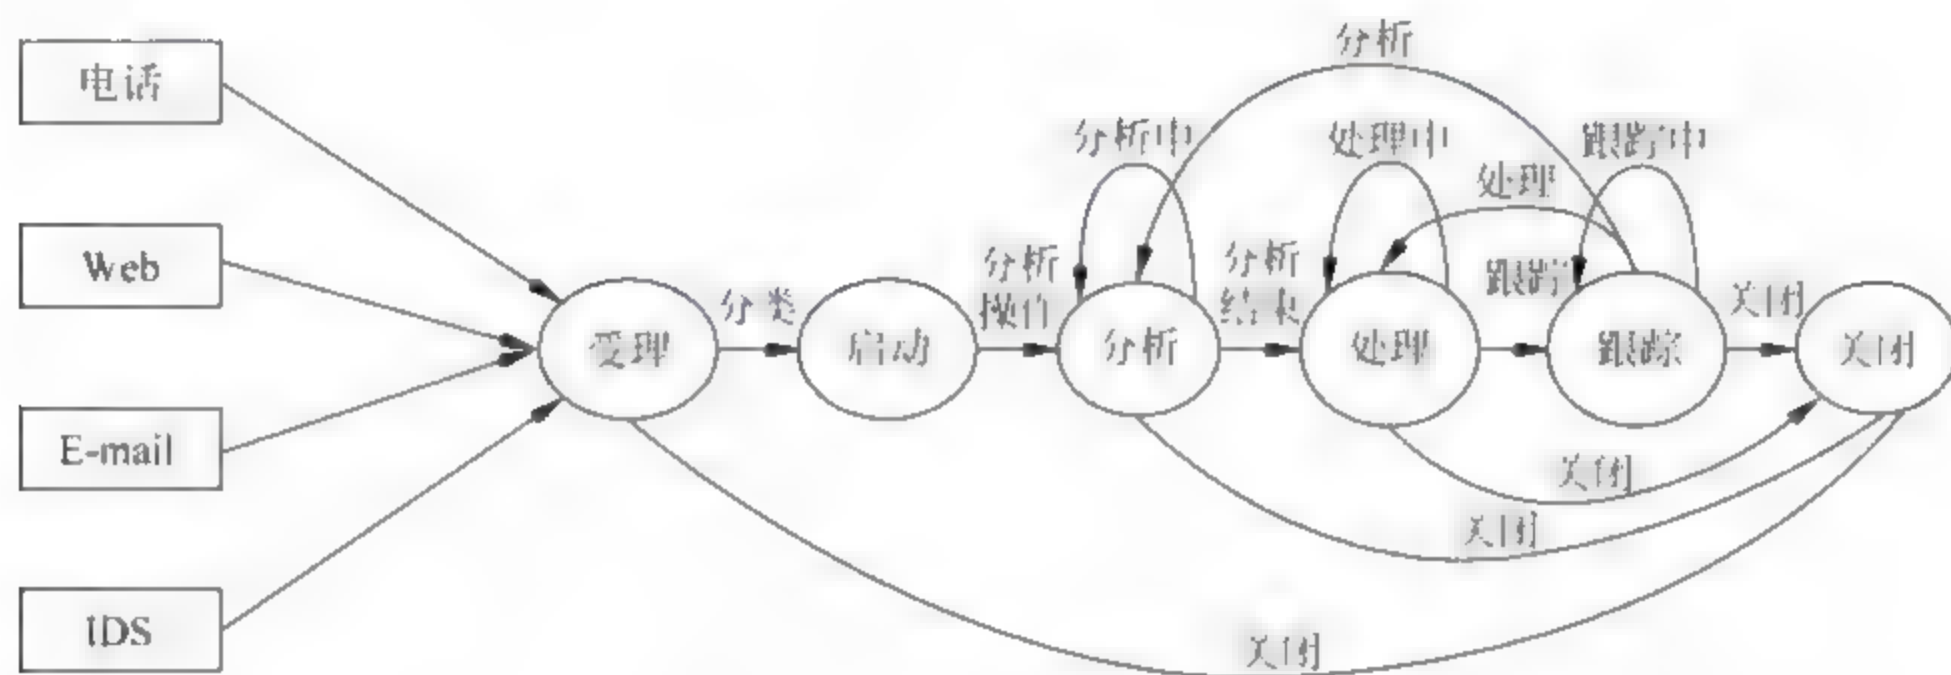 电话
Web
E-mail
IDS
受理
分类
启动
分析
操作
分析
分析中
分析
分析
结束
处理
处理中
处理
跟踪
跟踪
跟踪中
关闭
关闭
关闭
关闭
关闭